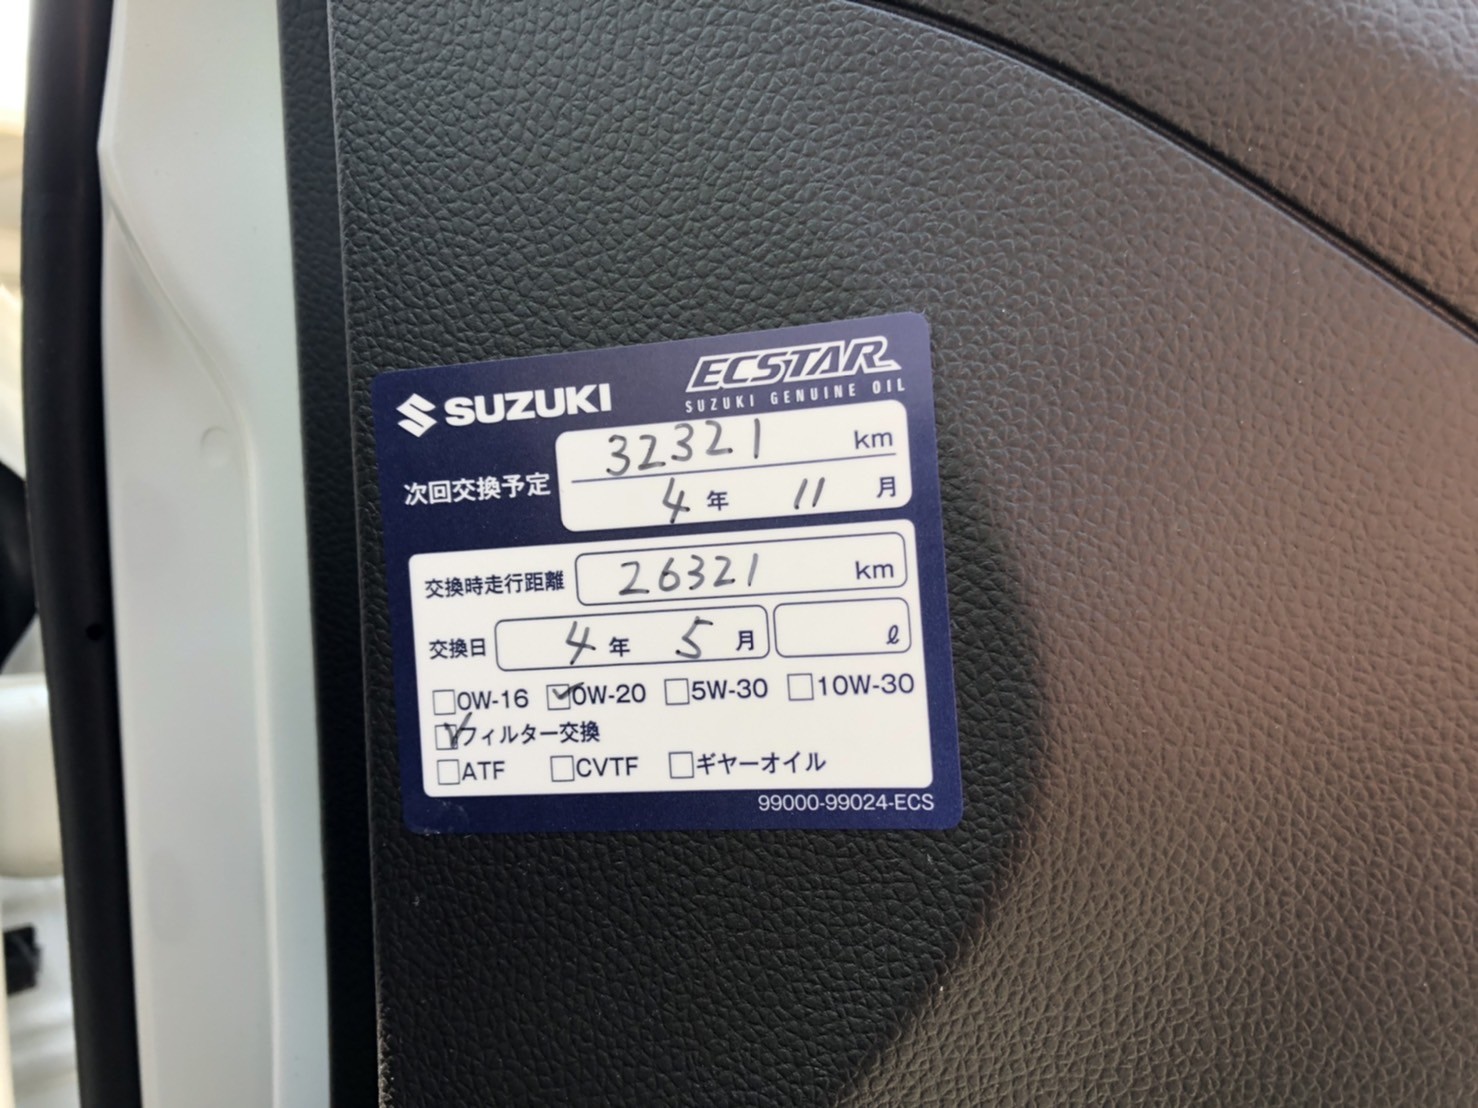 SUZUKI ECSTAR
SUZUKI GENUINE OIL
次回交換予定 32321 km
4年 11月
交換時走行距離 26321 km
交換日 4年 5月 ℓ
□0W-16 ☑0W-20 □5W-30 □10W-30
☑フィルター交換
□ATF □CVTF □ギヤーオイル
99000-99024-ECS